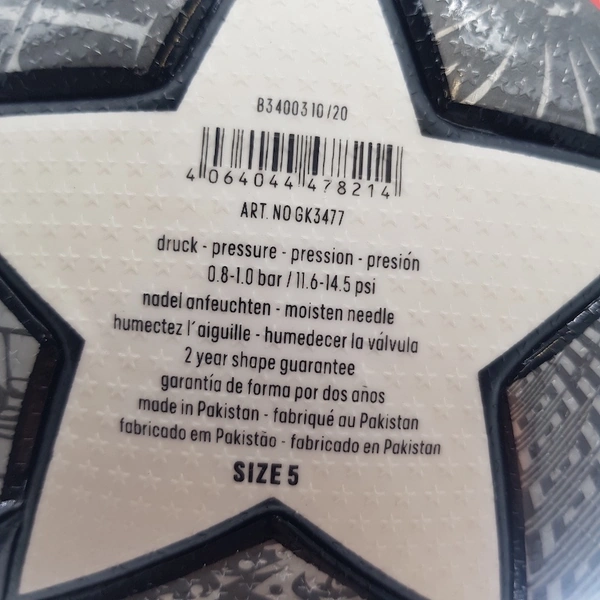 B3400310/20
4 064044 478214
ART. NO GK3477
druck - pressure - pression - presión
0.8-1.0 bar / 11.6-14.5 psi
nadel anfeuchten - moisten needle
humectez l´aiguille - humedecer la válvula
2 year shape guarantee
garantía de forma por dos años
made in Pakistan - fabriqué au Pakistan
fabricado em Pakistão - fabricado en Pakistan
SIZE 5